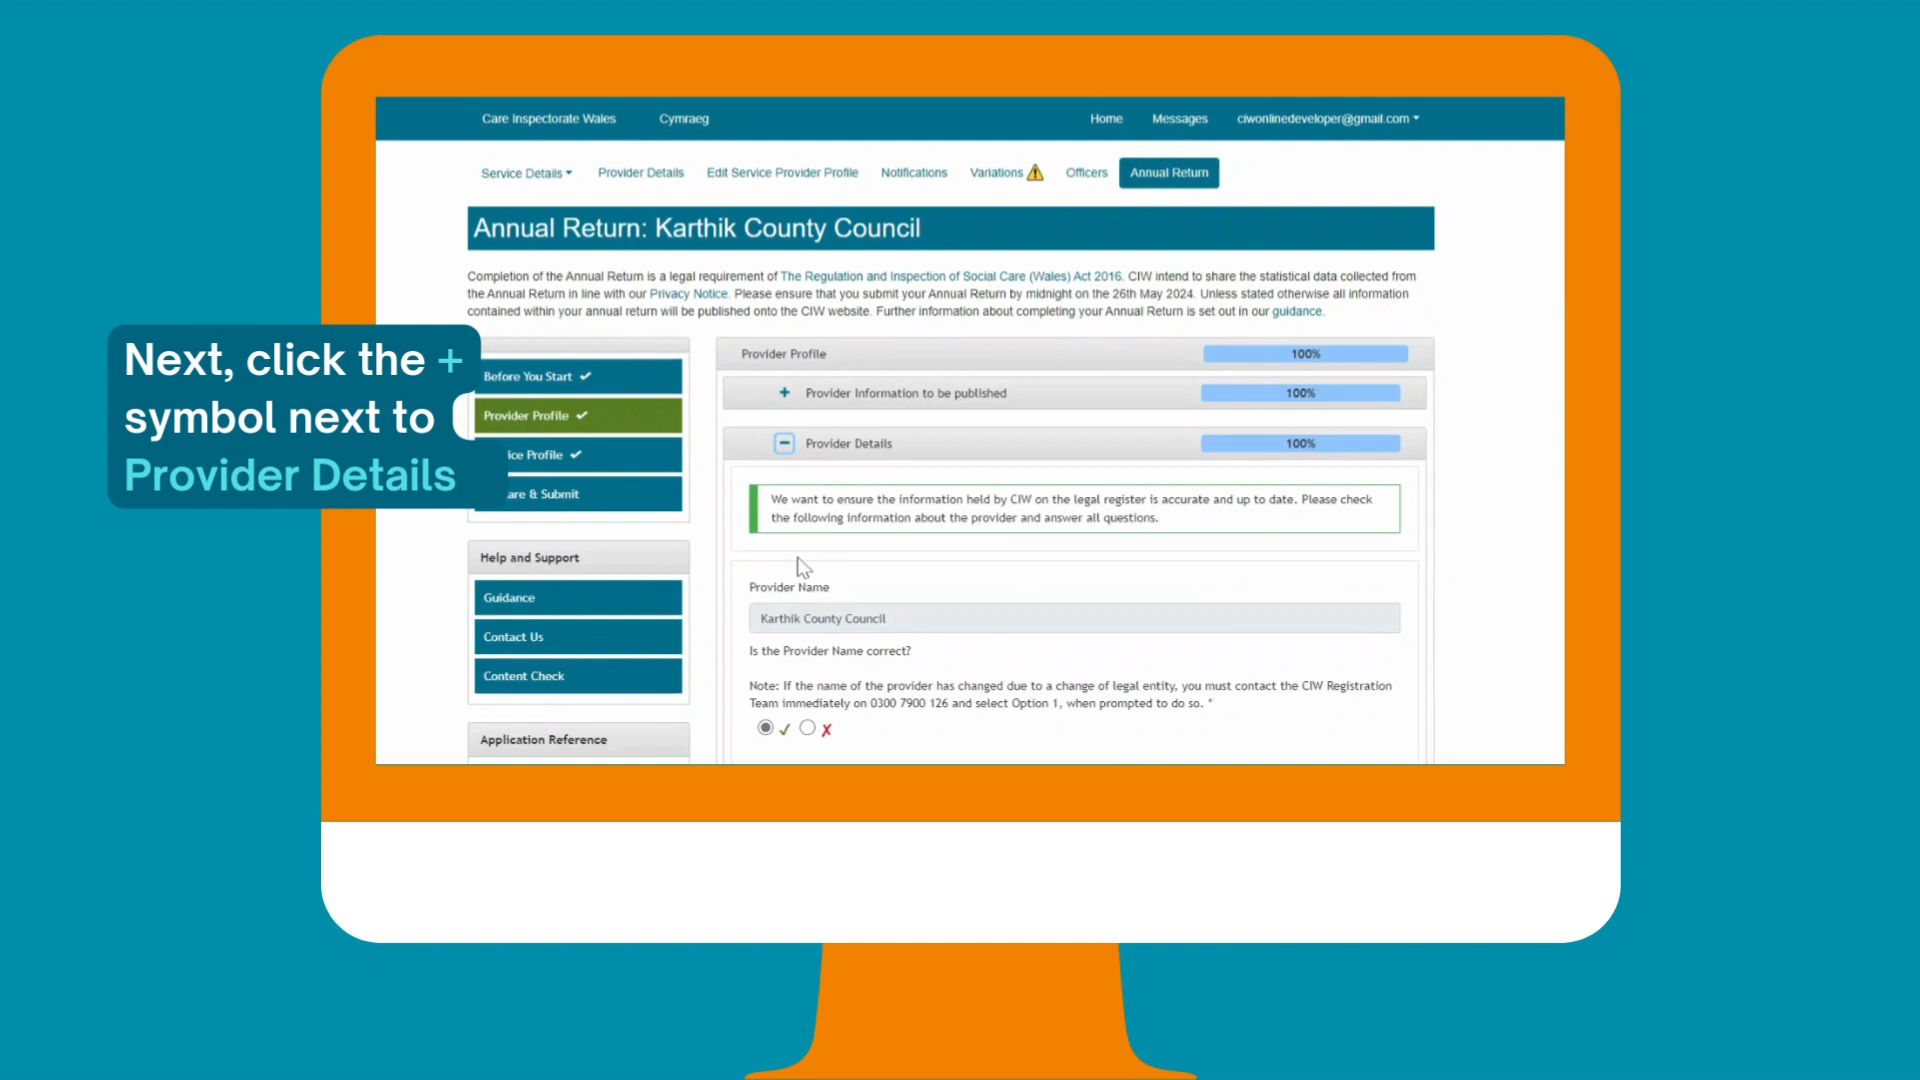 Care Inspectorate Wales
Cymraeg
Home
Messages
ciwonlinedeveloper@gmail.com
Service Details
Provider Details
Edit Service Provider Profile
Notifications
Variations
Officers
Annual Return
Annual Return: Karthik County Council
Completion of the Annual Return is a legal requirement of The Regulation and Inspection of Social Care (Wales) Act 2016. CIW intend to share the statistical data collected from
the Annual Return in line with our Privacy Notice. Please ensure that you submit your Annual Return by midnight on the 26th May 2024. Unless stated otherwise all information
contained within your annual return will be published onto the CIW website. Further information about completing your Annual Return is set out in our guidance.
Next, click the +
symbol next to
Provider Details
Before You Start
Provider Profile
ice Profile
are & Submit
Help and Support
Guidance
Contact Us
Content Check
Application Reference
Provider Profile
100%
+ Provider Information to be published
100%
Provider Details
100%
We want to ensure the information held by CIW on the legal register is accurate and up to date. Please check
the following information about the provider and answer all questions.
Provider Name
Karthik County Council
Is the Provider Name correct?
Note: If the name of the provider has changed due to a change of legal entity, you must contact the CIW Registration
Team immediately on 0300 7900 126 and select Option 1, when prompted to do so. *